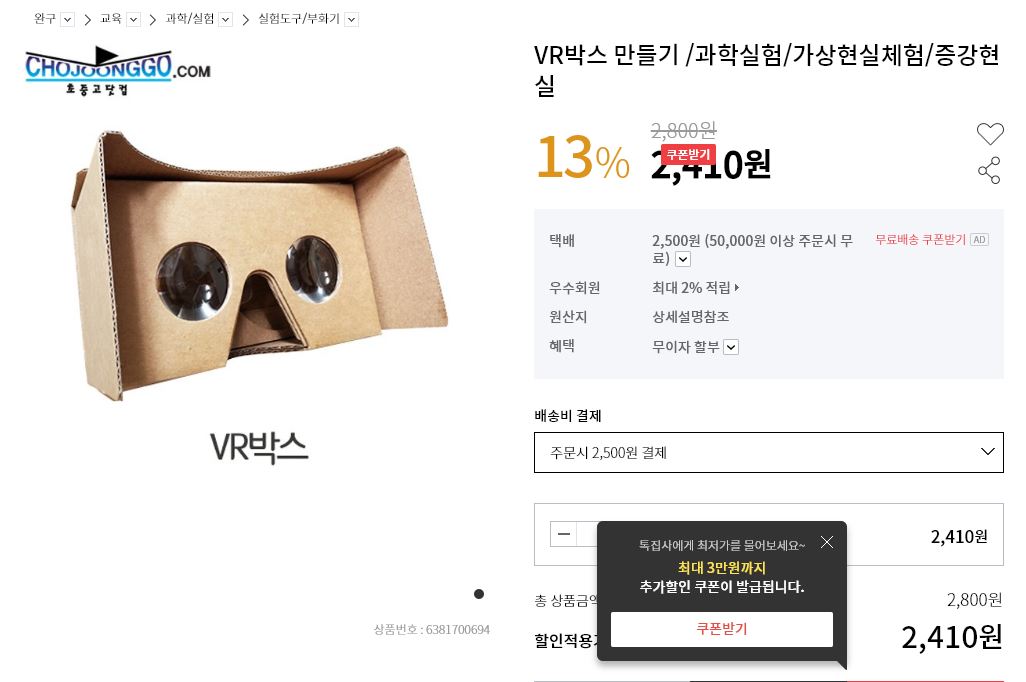 완구 교육 과학/실험 실험도구/부화기
CHOJOONGGO.COM
초중고닷컴
VR박스
상품번호 : 6381700694
VR박스 만들기 /과학실험/가상현실체험/증강현
실
13% 2,800원
쿠폰받기
2,410원
택배 2,500원 (50,000원 이상 주문시 무
료)
무료배송 쿠폰받기 AD
우수회원 최대 2% 적립
원산지 상세설명참조
혜택 무이자 할부
배송비 결제
주문시 2,500원 결제
2,410원
톡집사에게 최저가를 물어보세요~
최대 3만원까지
추가할인 쿠폰이 발급됩니다.
쿠폰받기
총 상품금액 2,800원
할인적용 2,410원